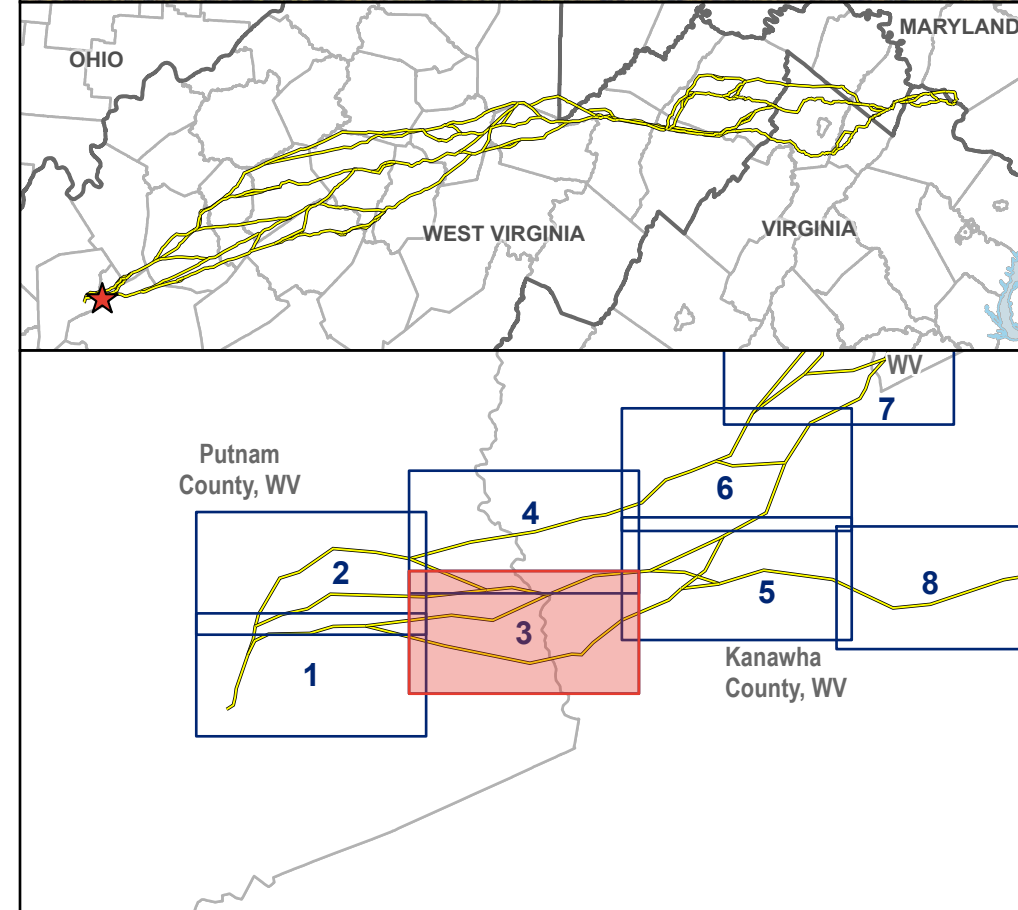 MARYLAND
OHIO
WEST VIRGINIA
VIRGINIA
WV
7
Putnam
County, WV
6
4
2
5
8
3
1
Kanawha
County, WV